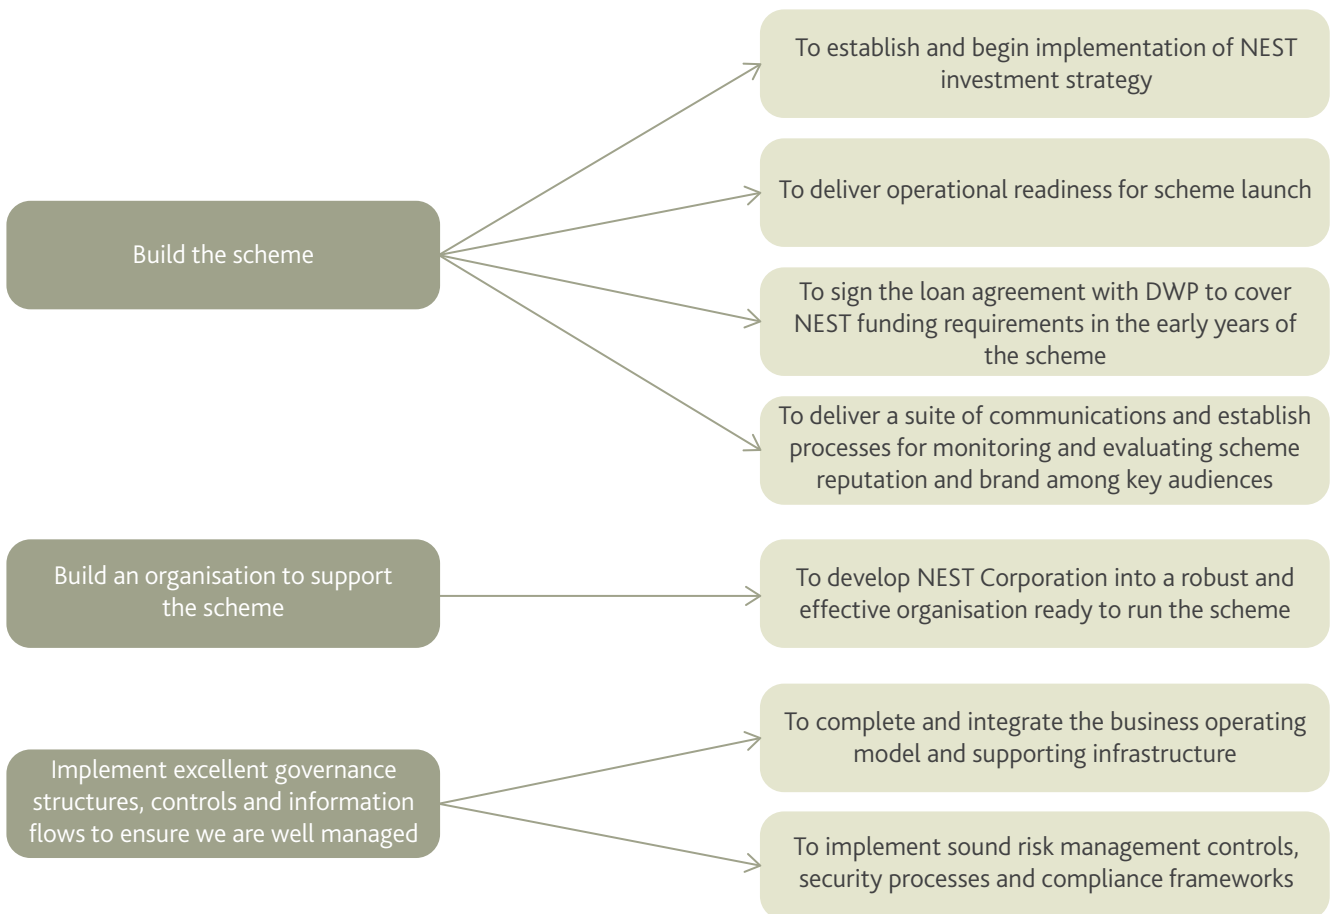 To establish and begin implementation of NEST
investment strategy
To deliver operational readiness for scheme launch
Build the scheme
To sign the loan agreement with DWP to cover
NEST funding requirements in the early years of
the scheme
To deliver a suite of communications and establish
processes for monitoring and evaluating scheme
reputation and brand among key audiences
Build an organisation to support
the scheme
To develop NEST Corporation into a robust and
effective organisation ready to run the scheme
Implement excellent governance
structures, controls and information
flows to ensure we are well managed
To complete and integrate the business operating
model and supporting infrastructure
To implement sound risk management controls,
security processes and compliance frameworks